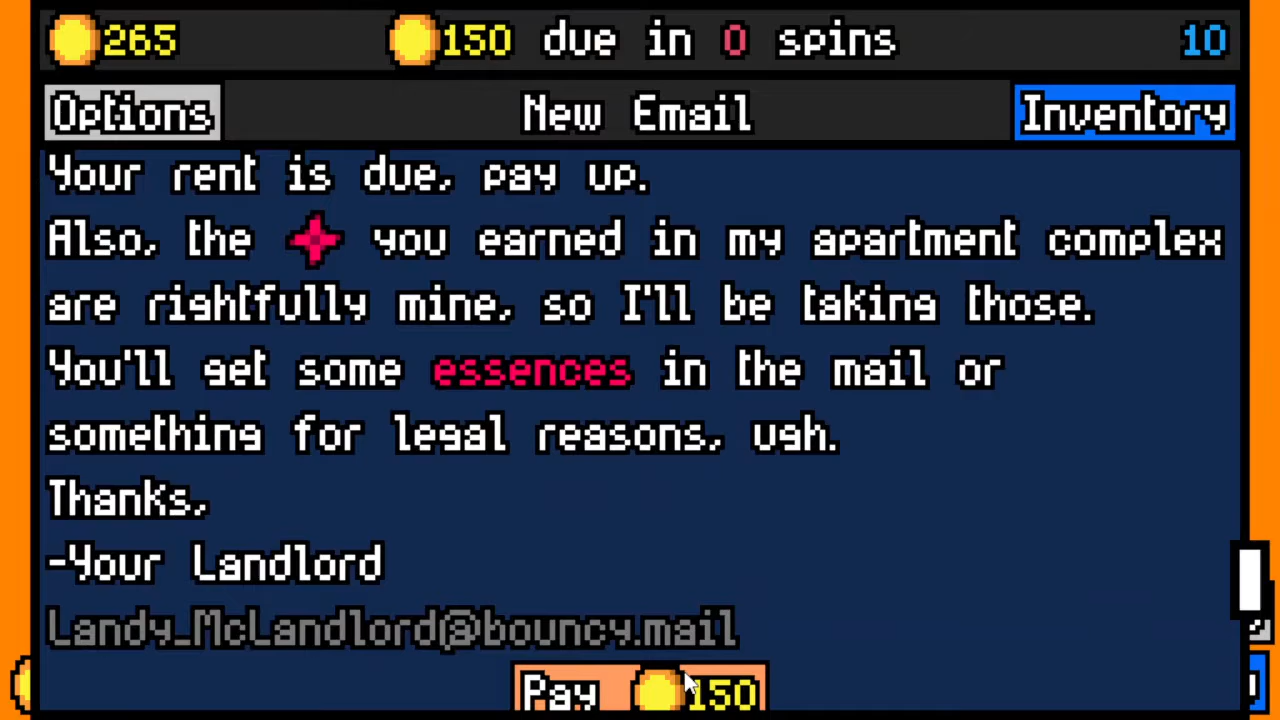 265 150 due in 0 spins 10
Options New Email Inventory
Your rent is due, pay up.
Also, the you earned in my apartment complex
are rightfully mine, so I'll be taking those.
You'll get some essences in the mail or
something for legal reasons, ugh.
Thanks,
-Your Landlord
Landy_McLandlord@bouncy.mail
Pay 150